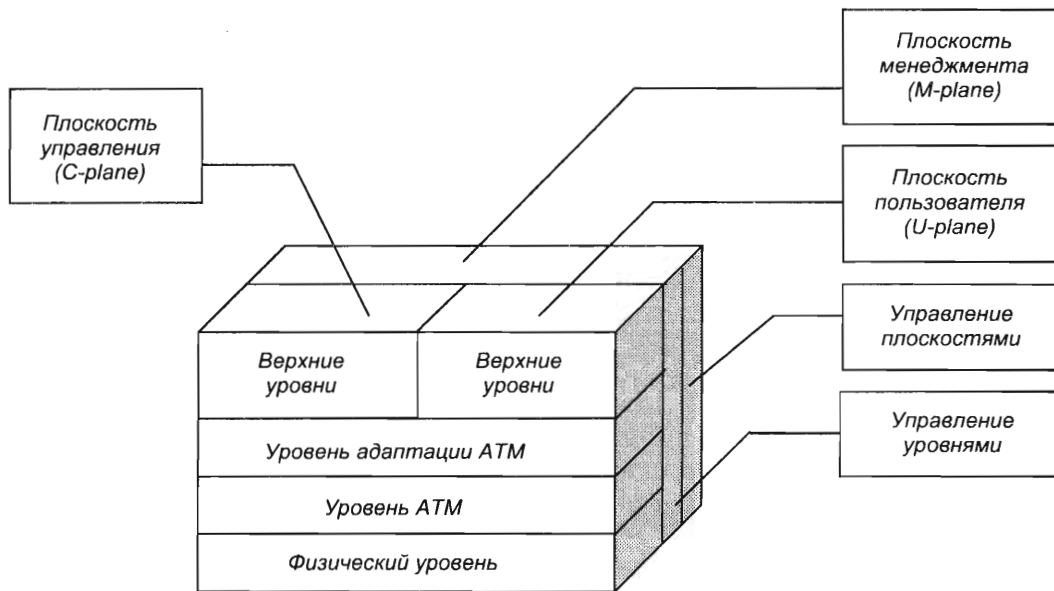 Плоскость
менеджмента
(M-plane)
Плоскость
управления
(C-plane)
Плоскость
пользователя
(U-plane)
Управление
плоскостями
Управление
уровнями
Верхние
уровни
Верхние
уровни
Уровень адаптации АТМ
Уровень АТМ
Физический уровень